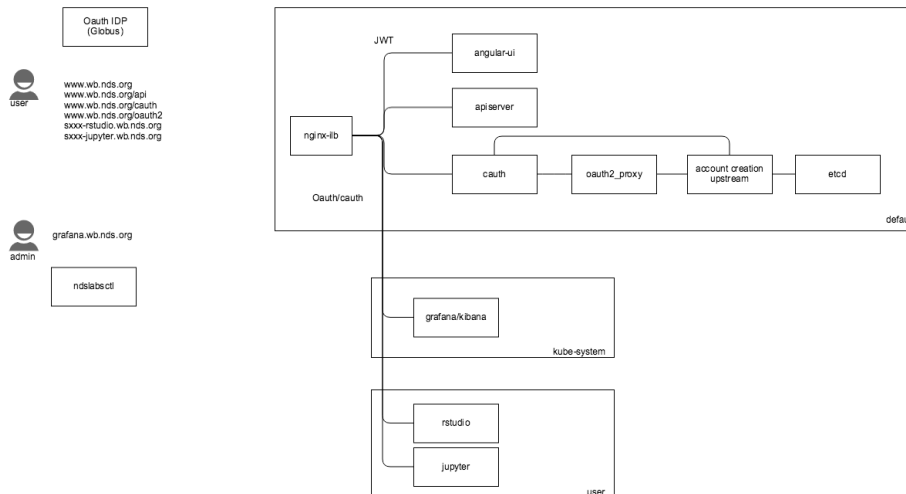 Oauth IDP
(Globus)
user
www.wb.nds.org
www.wb.nds.org/api
www.wb.nds.org/cauth
www.wb.nds.org/oauth2
sxxx-rstudio.wb.nds.org
sxxx-jupyter.wb.nds.org
admin
grafana.wb.nds.org
ndslabsctl
JWT
nginx-ilb
Oauth/cauth
angular-ui
apiserver
cauth
oauth2_proxy
account creation
upstream
etcd
defau
grafana/kibana
kube-system
rstudio
jupyter
user